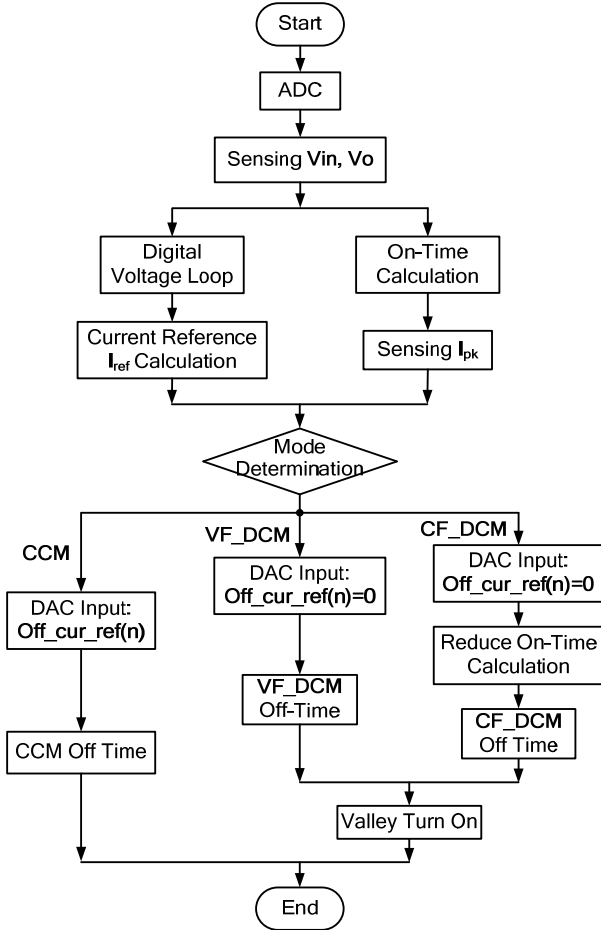 Start
ADC
Sensing Vin, Vo
Digital
Voltage Loop
On-Time
Calculation
Current Reference
Iref Calculation
Sensing Ipk
Mode
Determination
CCM
VF_DCM
CF_DCM
DAC Input:
Off_cur_ref(n)
DAC Input:
Off_cur_ref(n)=0
DAC Input:
Off_cur_ref(n)=0
Reduce On-Time
Calculation
VF_DCM
Off-Time
CF_DCM
Off Time
CCM Off Time
Valley Turn On
End